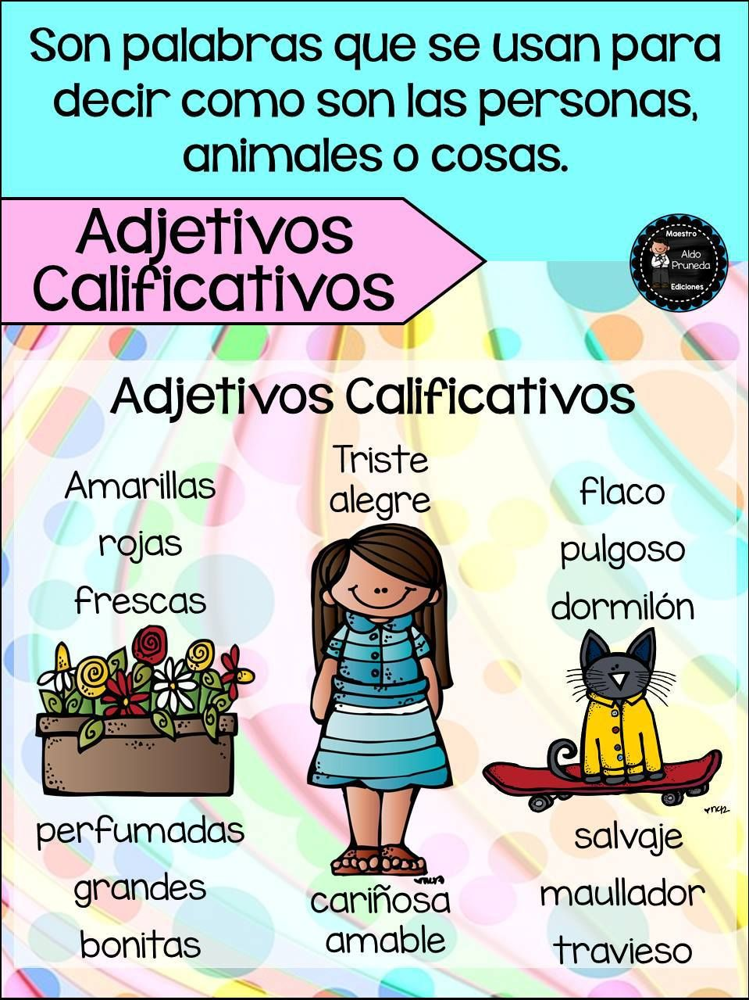 Son palabras que se usan para
decir como son las personas,
animales o cosas.
Adjetivos
Calificativos
Maestro
Aldo
Pruneda
Ediciones
Adjetivos Calificativos
Amarillas
rojas
frescas
perfumadas
grandes
bonitas
Triste
alegre
cariñosa
amable
flaco
pulgoso
dormilón
salvaje
maullador
travieso